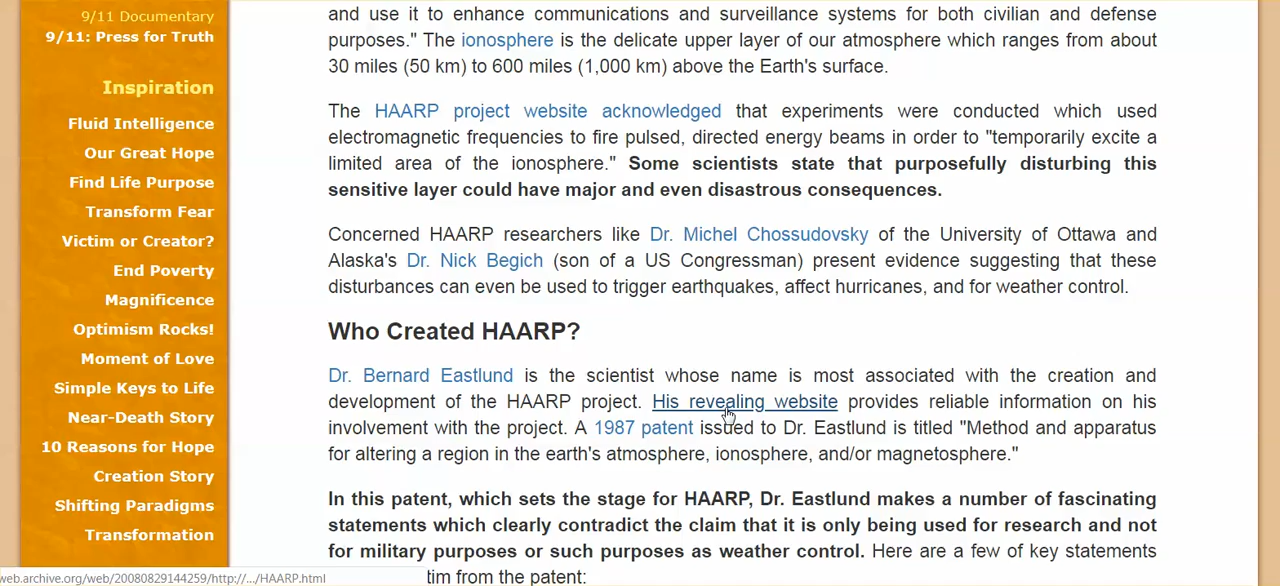 9/11 Documentary
9/11: Press for Truth
Inspiration
Fluid Intelligence
Our Great Hope
Find Life Purpose
Transform Fear
Victim or Creator?
End Poverty
Magnificence
Optimism Rocks!
Moment of Love
Simple Keys to Life
Near-Death Story
10 Reasons for Hope
Creation Story
Shifting Paradigms
Transformation
and use it to enhance communications and surveillance systems for both civilian and defense
purposes." The ionosphere is the delicate upper layer of our atmosphere which ranges from about
30 miles (50 km) to 600 miles (1,000 km) above the Earth's surface.
The HAARP project website acknowledged that experiments were conducted which used
electromagnetic frequencies to fire pulsed, directed energy beams in order to "temporarily excite a
limited area of the ionosphere." Some scientists state that purposefully disturbing this
sensitive layer could have major and even disastrous consequences.
Concerned HAARP researchers like Dr. Michel Chossudovsky of the University of Ottawa and
Alaska's Dr. Nick Begich (son of a US Congressman) present evidence suggesting that these
disturbances can even be used to trigger earthquakes, affect hurricanes, and for weather control.
Who Created HAARP?
Dr. Bernard Eastlund is the scientist whose name is most associated with the creation and
development of the HAARP project. His revealing website provides reliable information on his
involvement with the project. A 1987 patent issued to Dr. Eastlund is titled "Method and apparatus
for altering a region in the earth's atmosphere, ionosphere, and/or magnetosphere."
In this patent, which sets the stage for HAARP, Dr. Eastlund makes a number of fascinating
statements which clearly contradict the claim that it is only being used for research and not
for military purposes or such purposes as weather control. Here are a few of key statements
tim from the patent:
web.archive.org/web/20080829144259/http://.../HAARP.html